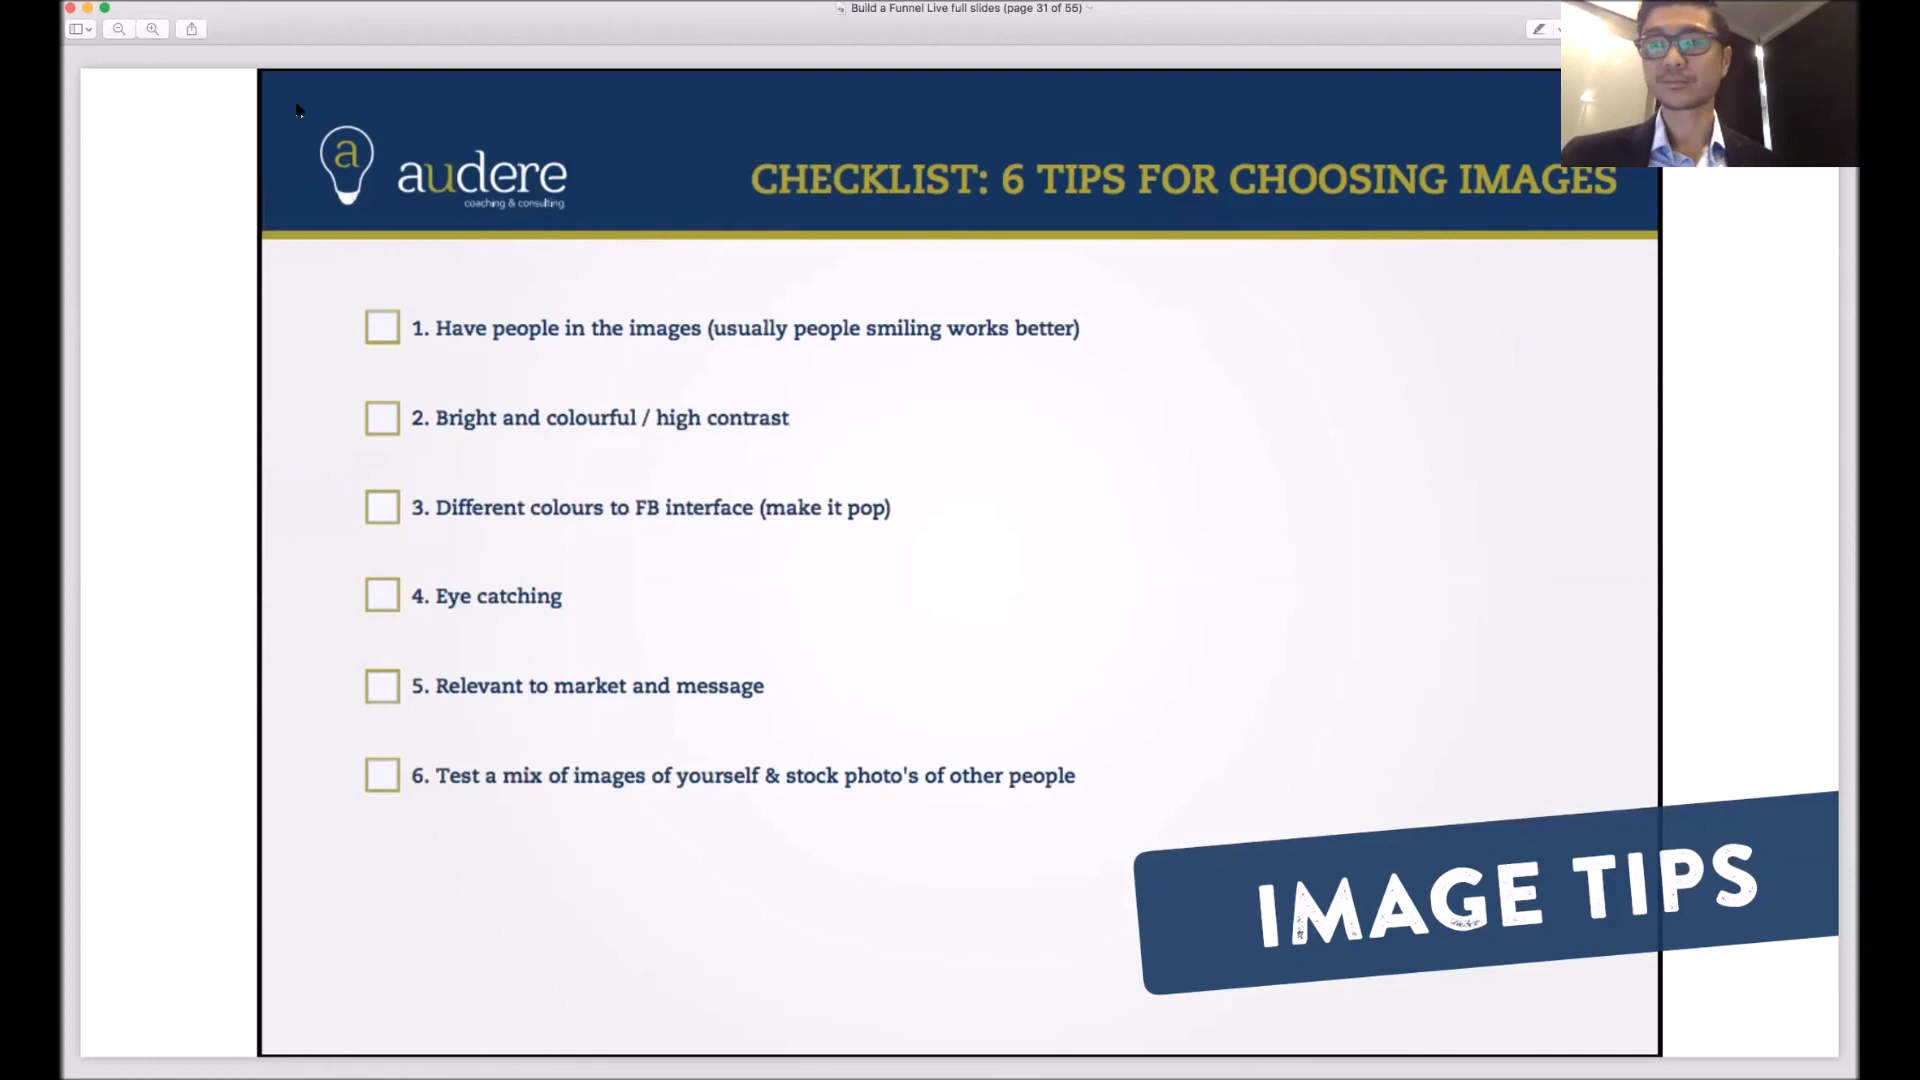 Build a Funnel Live full slides (page 31 of 55)
a
audere
coaching & consulting
CHECKLIST: 6 TIPS FOR CHOOSING IMAGES
1. Have people in the images (usually people smiling works better)
2. Bright and colourful / high contrast
3. Different colours to FB interface (make it pop)
4. Eye catching
5. Relevant to market and message
6. Test a mix of images of yourself & stock photo's of other people
IMAGE TIPS